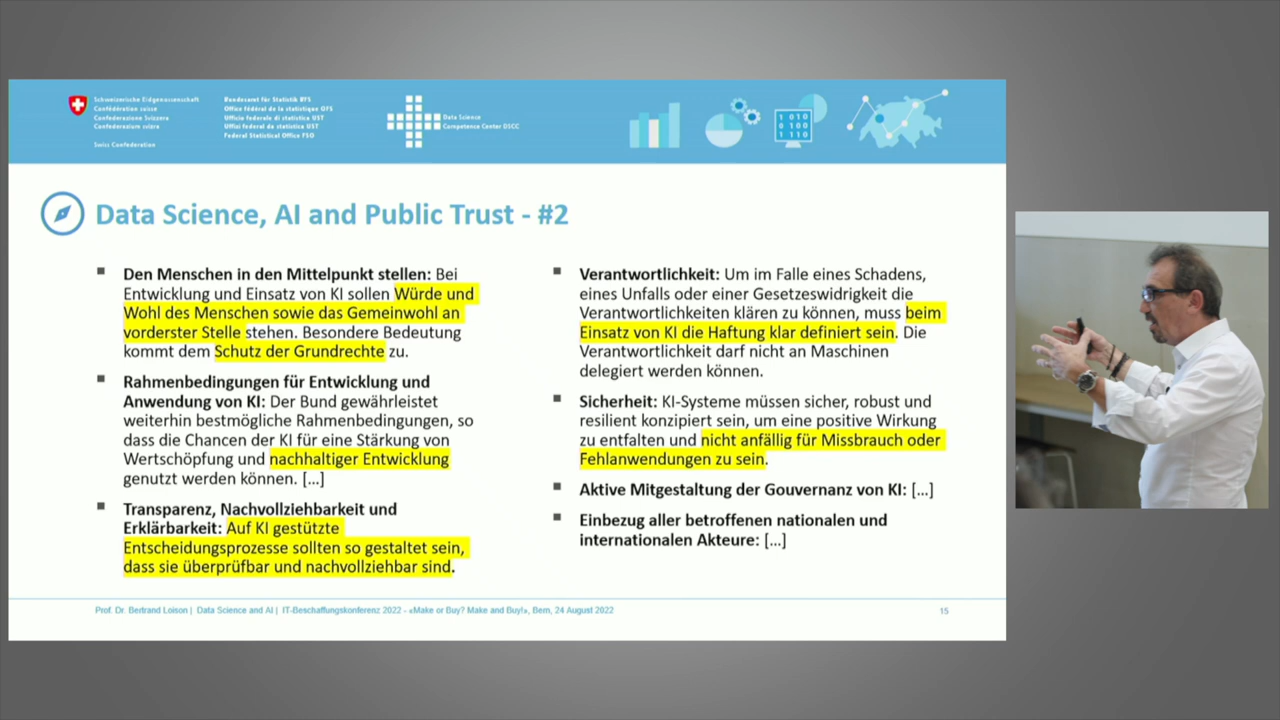 Schweizerische Eidgenossenschaft
Confédération suisse
Confederazione Svizzera
Confederaziun svizra
Swiss Confederation
Bundesamt für Statistik BFS
Office fédéral de la statistique OFS
Ufficio federale di statistica UST
Uffizi federal da statistica UST
Federal Statistical Office FSO
Data Science
Competence Center DSCC
1 010
0 100
1 110
Data Science, AI and Public Trust - #2
Den Menschen in den Mittelpunkt stellen: Bei
Entwicklung und Einsatz von KI sollen Würde und
Wohl des Menschen sowie das Gemeinwohl an
vorderster Stelle stehen. Besondere Bedeutung
kommt dem Schutz der Grundrechte zu.
Rahmenbedingungen für Entwicklung und
Anwendung von KI: Der Bund gewährleistet
weiterhin bestmögliche Rahmenbedingungen, so
dass die Chancen der KI für eine Stärkung von
Wertschöpfung und nachhaltiger Entwicklung
genutzt werden können. [...]
Transparenz, Nachvollziehbarkeit und
Erklärbarkeit: Auf KI gestützte
Entscheidungsprozesse sollten so gestaltet sein,
dass sie überprüfbar und nachvollziehbar sind.
Verantwortlichkeit: Um im Falle eines Schadens,
eines Unfalls oder einer Gesetzeswidrigkeit die
Verantwortlichkeiten klären zu können, muss beim
Einsatz von KI die Haftung klar definiert sein. Die
Verantwortlichkeit darf nicht an Maschinen
delegiert werden können.
Sicherheit: KI-Systeme müssen sicher, robust und
resilient konzipiert sein, um eine positive Wirkung
zu entfalten und nicht anfällig für Missbrauch oder
Fehlanwendungen zu sein.
Aktive Mitgestaltung der Gouvernanz von KI: [...]
Einbezug aller betroffenen nationalen und
internationalen Akteure: [...]
Prof. Dr. Bertrand Loison | Data Science and AI | IT-Beschaffungskonferenz 2022 - «Make or Buy? Make and Buy!», Bern, 24 August 2022
15